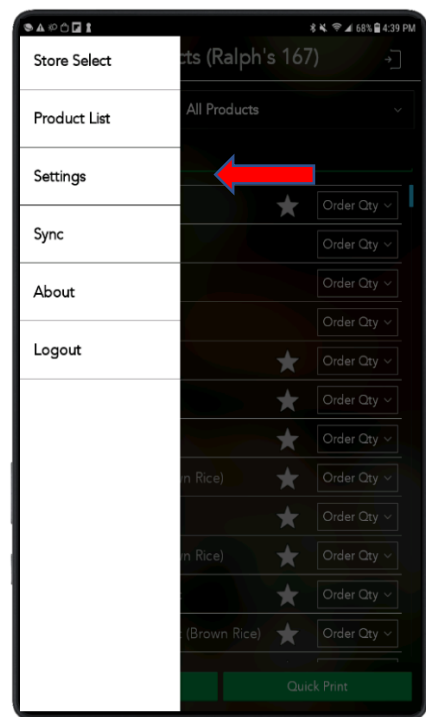 68% 4:39 PM
Store Select
cts (Ralph's 167)
Product List
All Products
Settings
Order Qty
Sync
Order Qty
Order Qty
About
Order Qty
Logout
Order Qty
Order Qty
Order Qty
n Rice)
Order Qty
Order Qty
n Rice)
Order Qty
Order Qty
(Brown Rice)
Order Qty
Quick Print